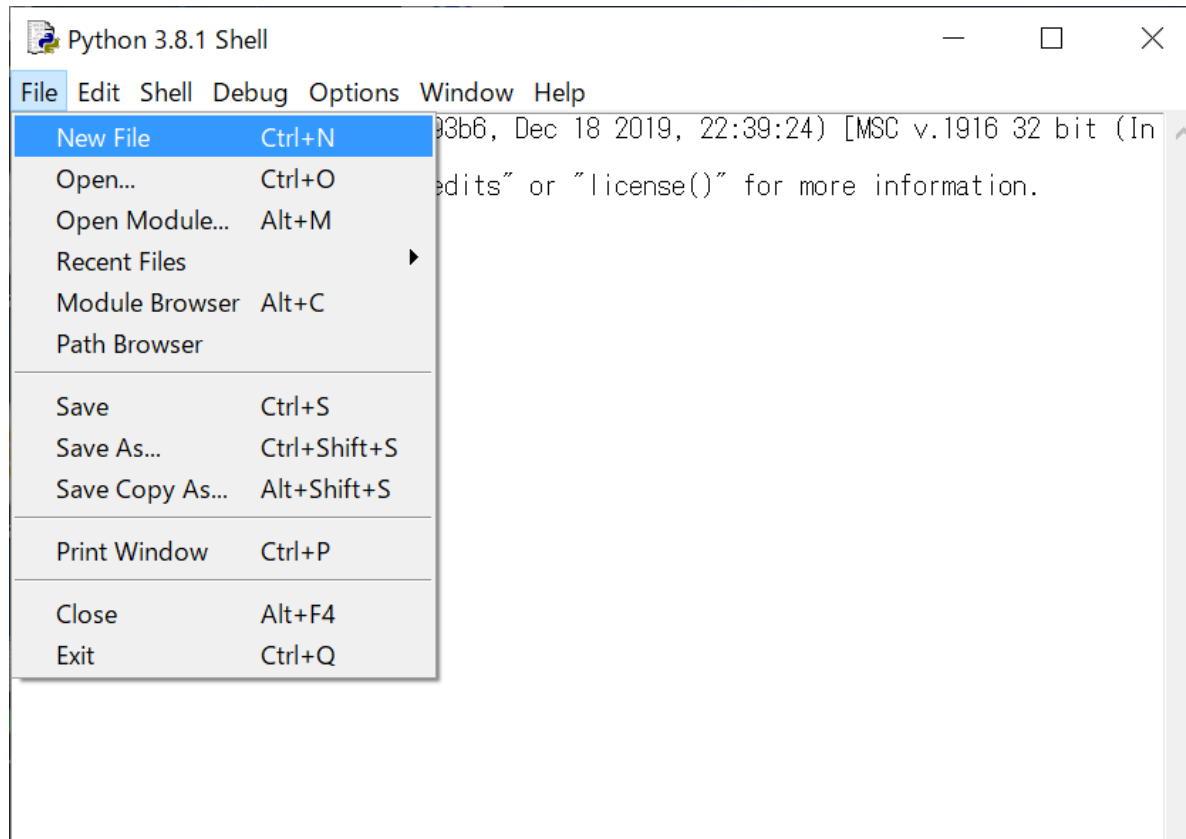 Python 3.8.1 Shell
File Edit Shell Debug Options Window Help
New File Ctrl+N
Open... Ctrl+O
Open Module... Alt+M
Recent Files
Module Browser Alt+C
Path Browser
Save Ctrl+S
Save As... Ctrl+Shift+S
Save Copy As... Alt+Shift+S
Print Window Ctrl+P
Close Alt+F4
Exit Ctrl+Q
93b6, Dec 18 2019, 22:39:24) [MSC v.1916 32 bit (In
edits" or "license()" for more information.